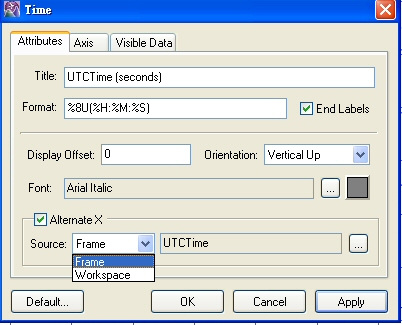 Time
Attributes Axis Visible Data
Title: UTCTime (seconds)
Format: %8U(%H:%M:%S) End Labels
Display Offset: 0 Orientation: Vertical Up
Font: Arial Italic ...
Alternate X
Source: Frame UTCTime ...
Frame
Workspace
Default... OK Cancel Apply